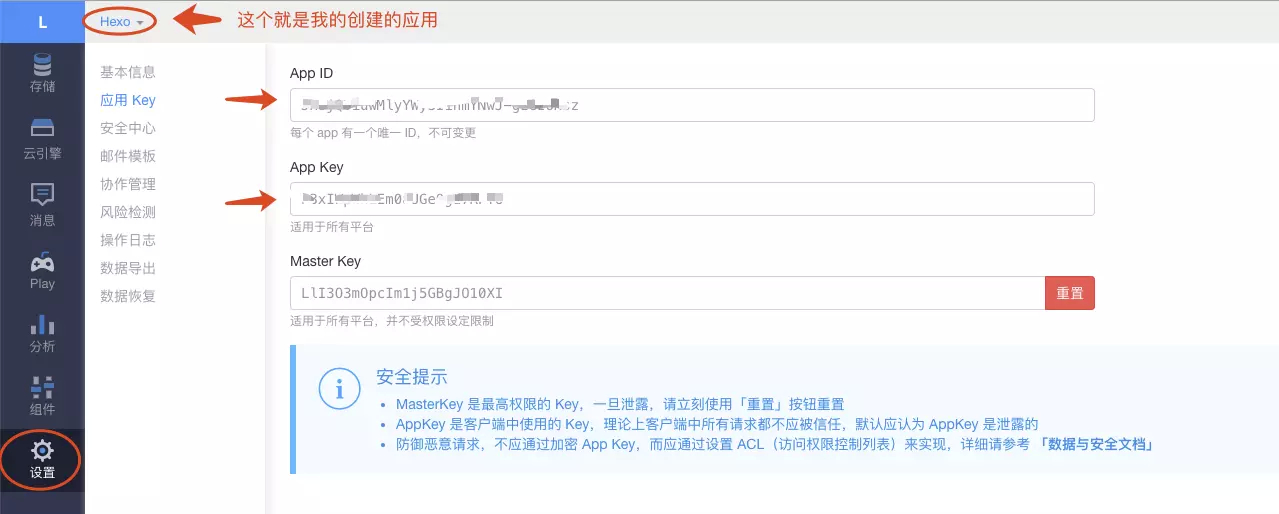 L
Hexo
这个就是我的创建的应用
存储
云引擎
消息
Play
分析
组件
设置
基本信息
应用 Key
安全中心
邮件模板
协作管理
风险检测
操作日志
数据导出
数据恢复
App ID
每个 app 有一个唯一 ID，不可变更
App Key
适用于所有平台
Master Key
LlI3O3mOpcIm1j5GBgJO10XI
重置
适用于所有平台，并不受权限设定限制
安全提示
MasterKey 是最高权限的 Key，一旦泄露，请立刻使用「重置」按钮重置
AppKey 是客户端中使用的 Key，理论上客户端中所有请求都不应被信任，默认应认为 AppKey 是泄露的
防御恶意请求，不应通过加密 App Key，而应通过设置 ACL（访问权限控制列表）来实现，详细请参考 「数据与安全文档」